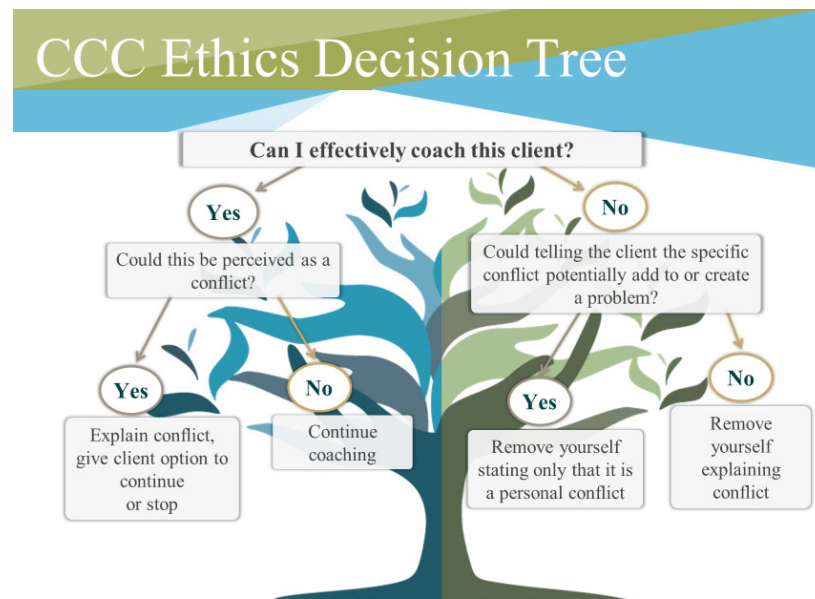 CCC Ethics Decision Tree
Can I effectively coach this client?
Yes
No
Could this be perceived as a
conflict?
Could telling the client the specific
conflict potentially add to or create
a problem?
Yes
No
Yes
No
Explain conflict,
give client option to
continue
or stop
Continue
coaching
Remove yourself
stating only that it is
a personal conflict
Remove
yourself
explaining
conflict